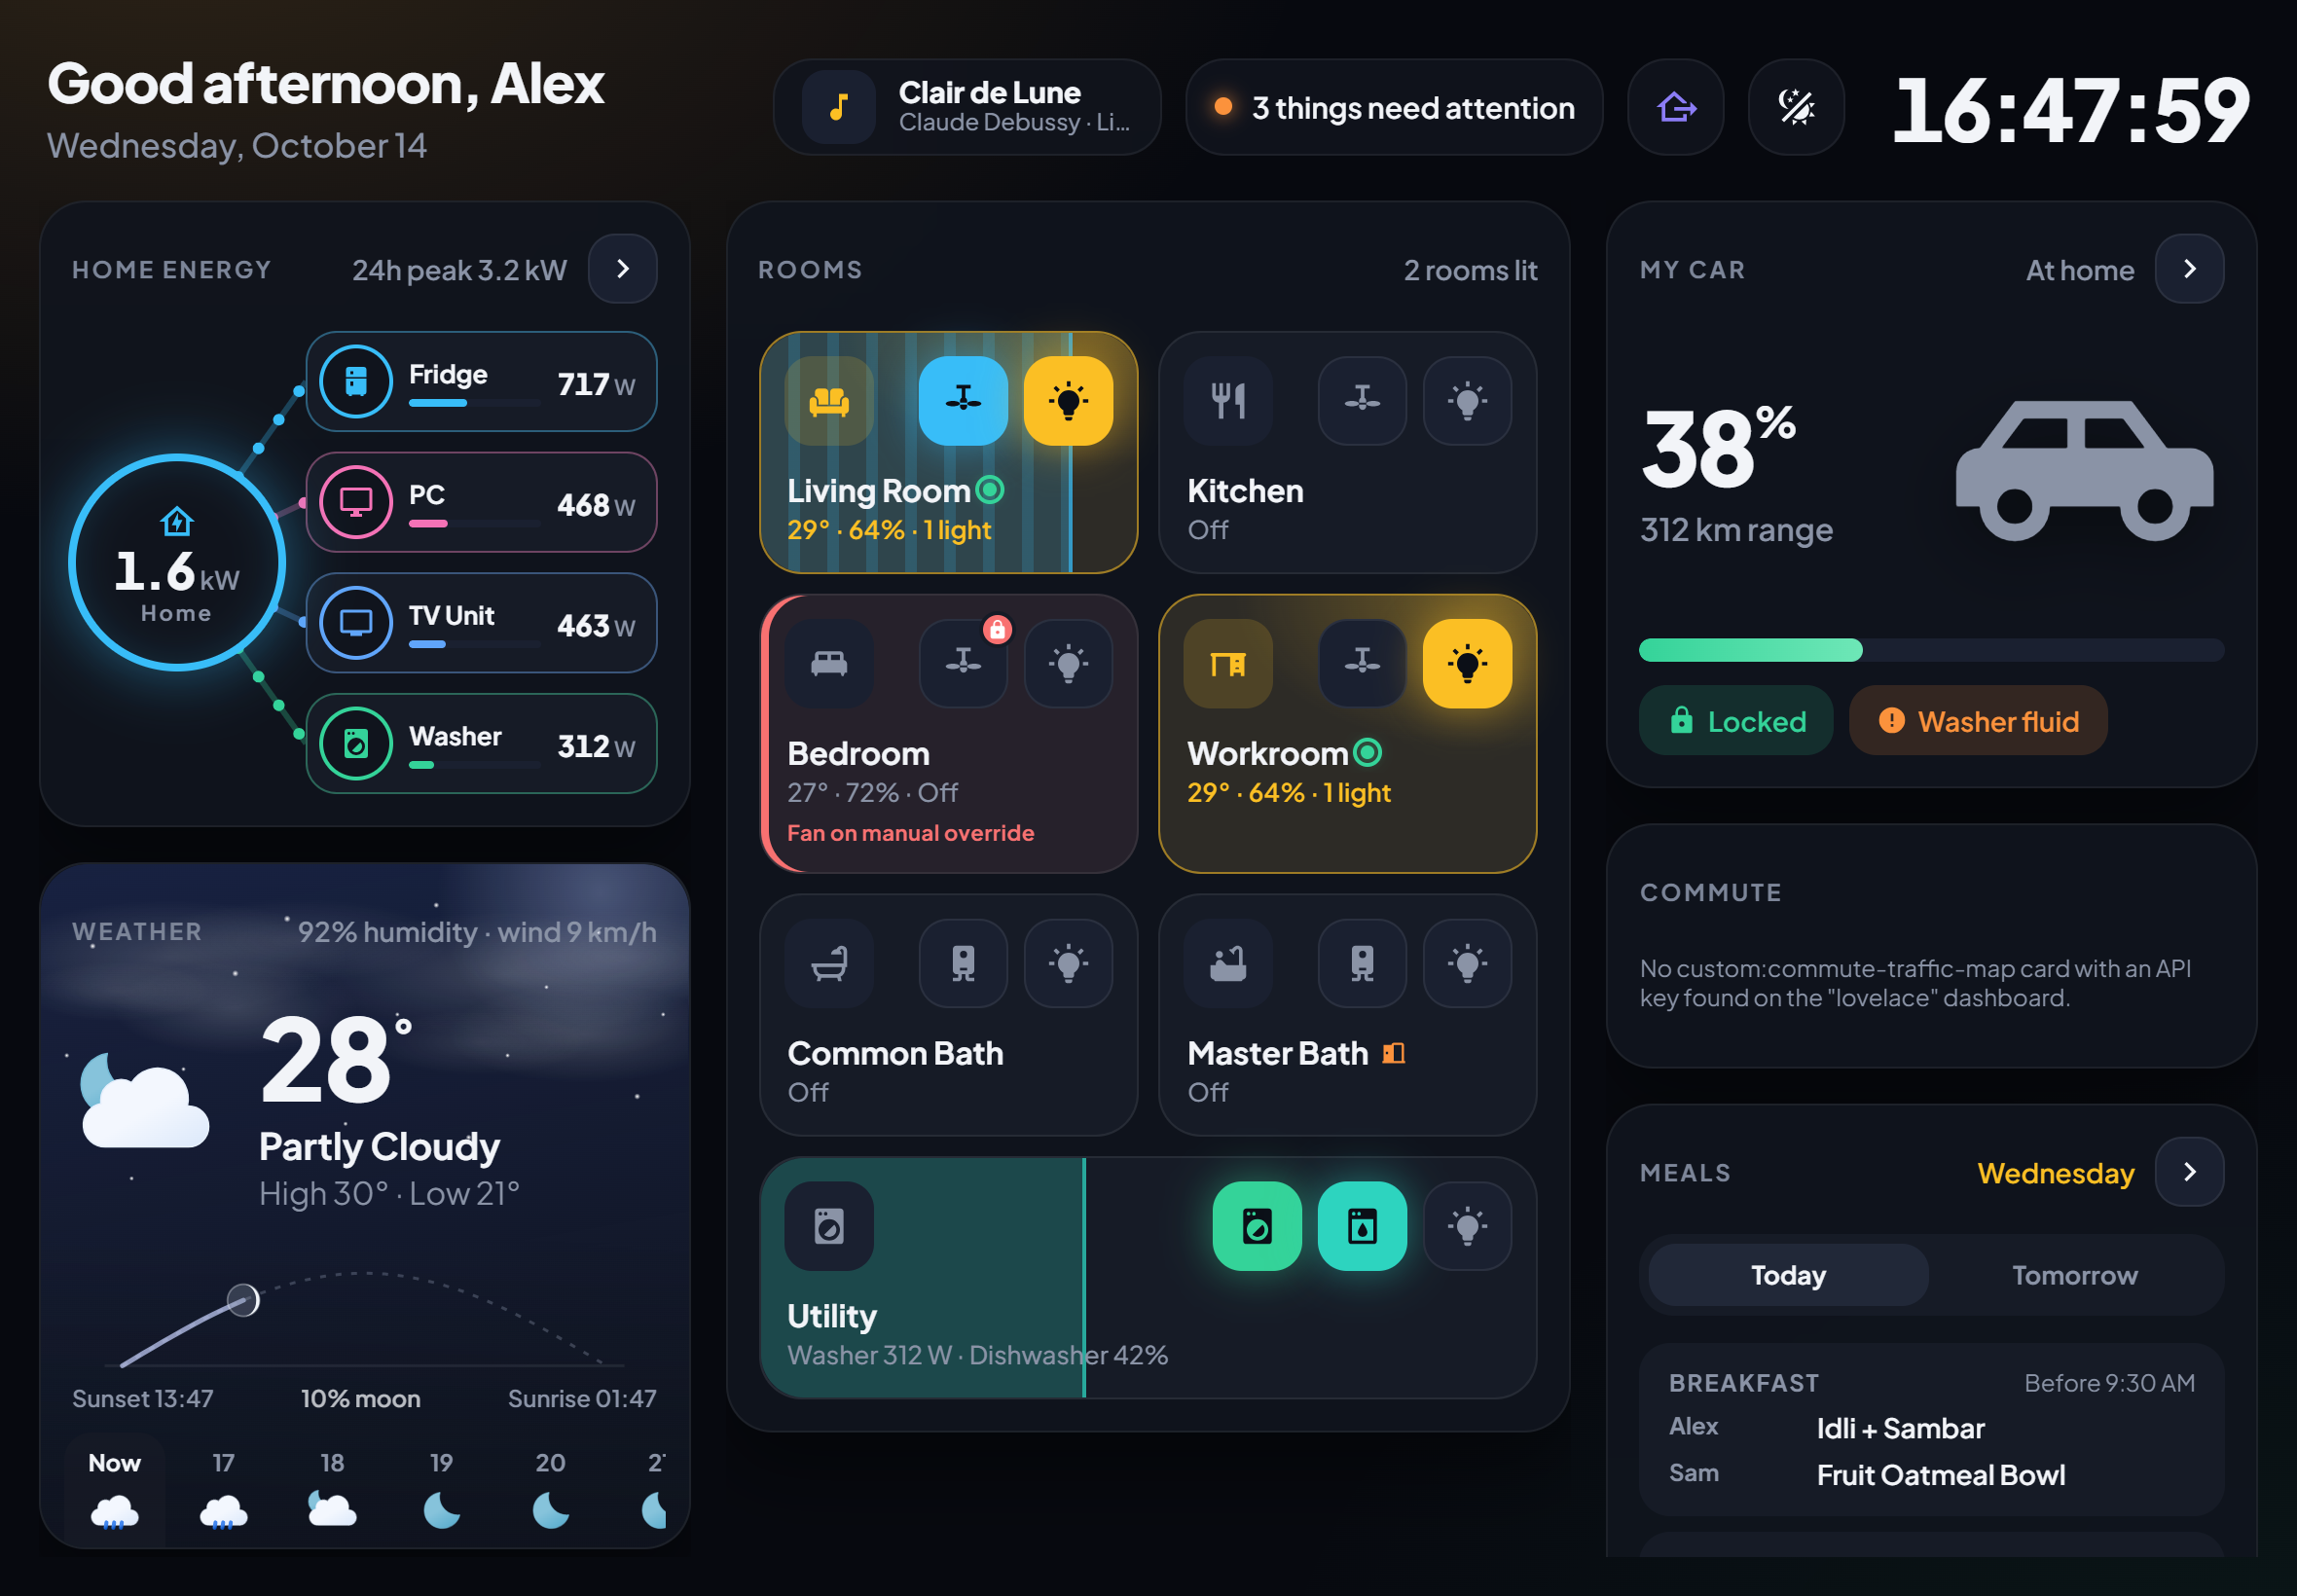 Good afternoon, Alex
Wednesday, October 14
Clair de Lune
Claude Debussy · Li...
3 things need attention
16:47:59
HOME ENERGY
24h peak 3.2 kW
1.6 kW
Home
Fridge
717 W
PC
468 W
TV Unit
463 W
Washer
312 W
WEATHER
92% humidity · wind 9 km/h
28°
Partly Cloudy
High 30° · Low 21°
Sunset 13:47
10% moon
Sunrise 01:47
Now
17
18
19
20
ROOMS
2 rooms lit
Living Room
29° · 64% · 1 light
Kitchen
Off
Bedroom
27° · 72% · Off
Fan on manual override
Workroom
29° · 64% · 1 light
Common Bath
Off
Master Bath
Off
Utility
Washer 312 W · Dishwasher 42%
MY CAR
At home
38%
312 km range
Locked
Washer fluid
COMMUTE
No custom:commute-traffic-map card with an API
key found on the "lovelace" dashboard.
MEALS
Wednesday
Today
Tomorrow
BREAKFAST
Before 9:30 AM
Alex
Idli + Sambar
Sam
Fruit Oatmeal Bowl